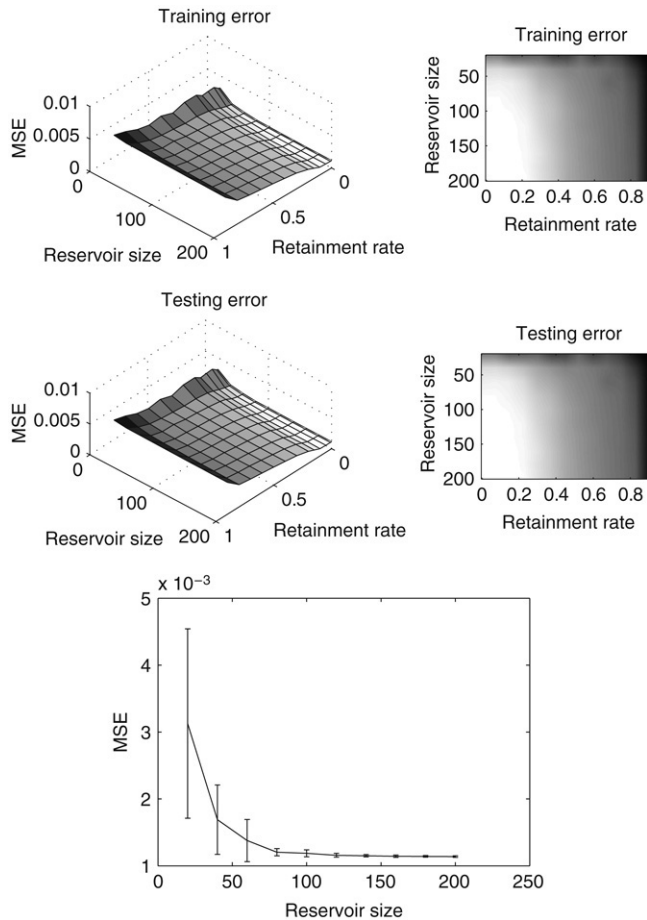 Training error
MSE
0.01
0.005
0
0
100
200
Reservoir size
1
0.5
0
Retainment rate
Training error
Reservoir size
50
100
150
200
0 0.2 0.4 0.6 0.8
Retainment rate
Testing error
MSE
0.01
0.005
0
0
100
200
Reservoir size
1
0.5
0
Retainment rate
Testing error
Reservoir size
50
100
150
200
0 0.2 0.4 0.6 0.8
Retainment rate
x 10⁻³
MSE
5
4
3
2
1
0 50 100 150 200 250
Reservoir size